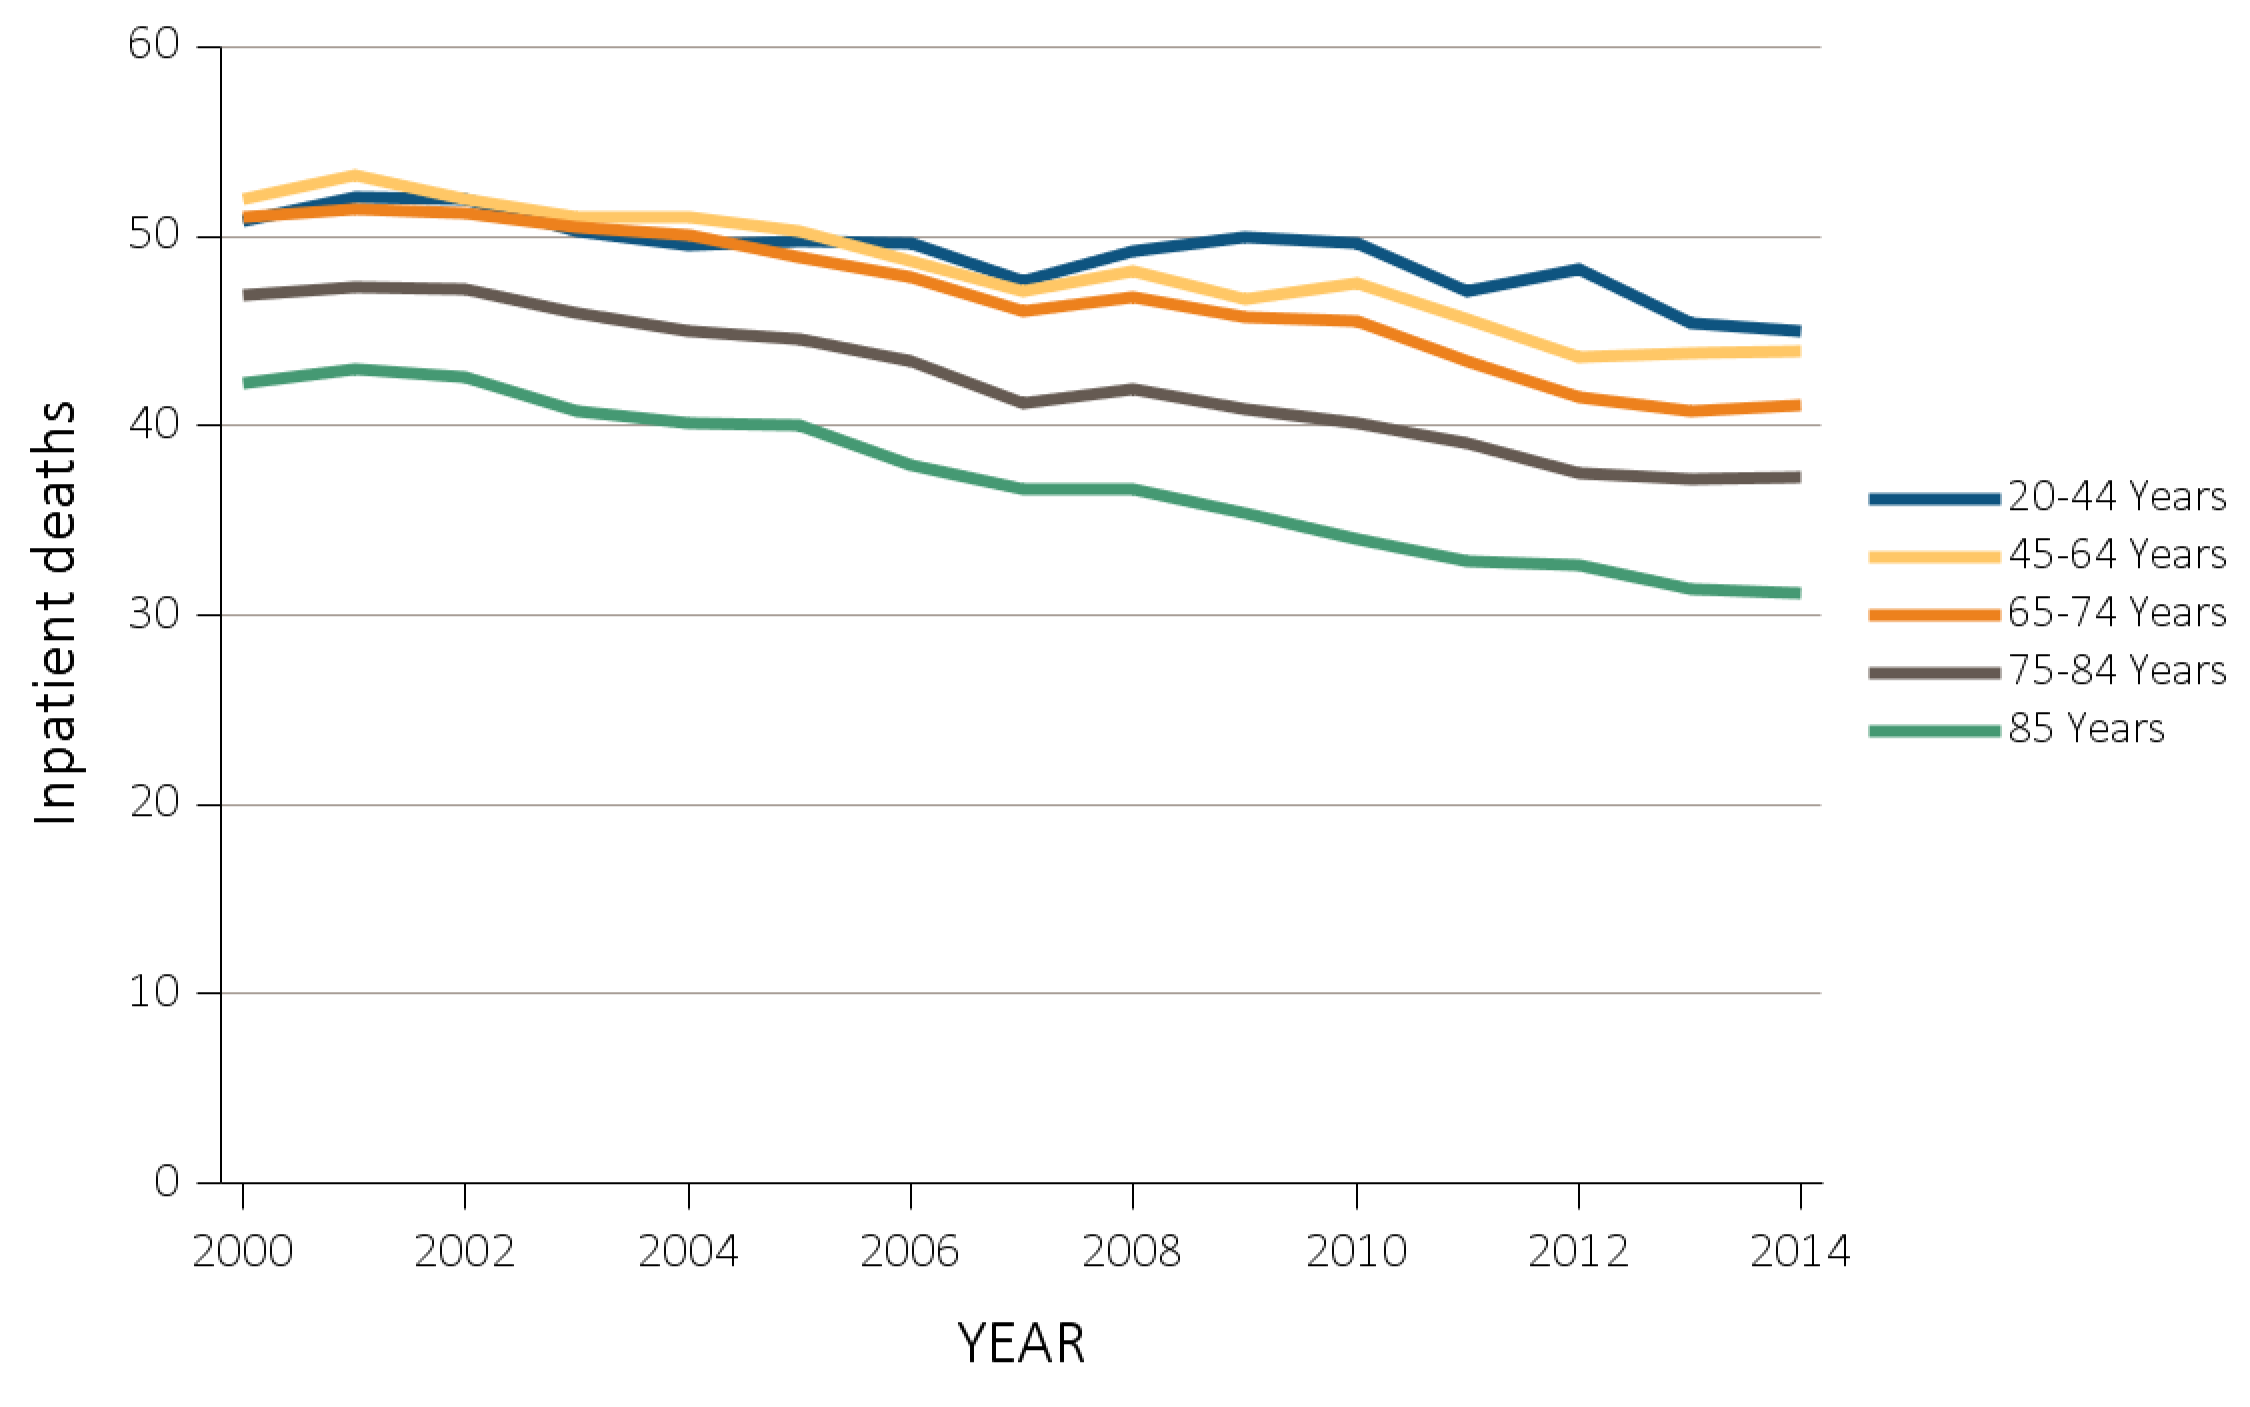 60
50
40
30
20
10
0
Inpatient deaths
2000 2002 2004 2006 2008 2010 2012 2014
YEAR
20-44 Years
45-64 Years
65-74 Years
75-84 Years
85 Years